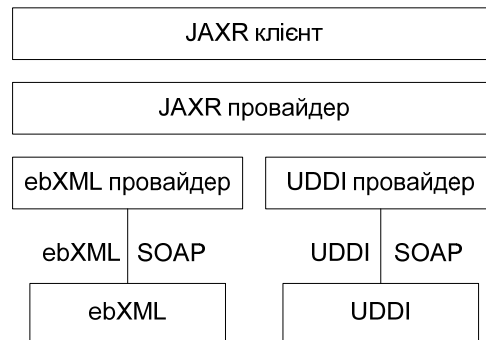 JAXR клієнт
JAXR провайдер
ebXML провайдер
UDDI провайдер
ebXML SOAP
UDDI SOAP
ebXML
UDDI